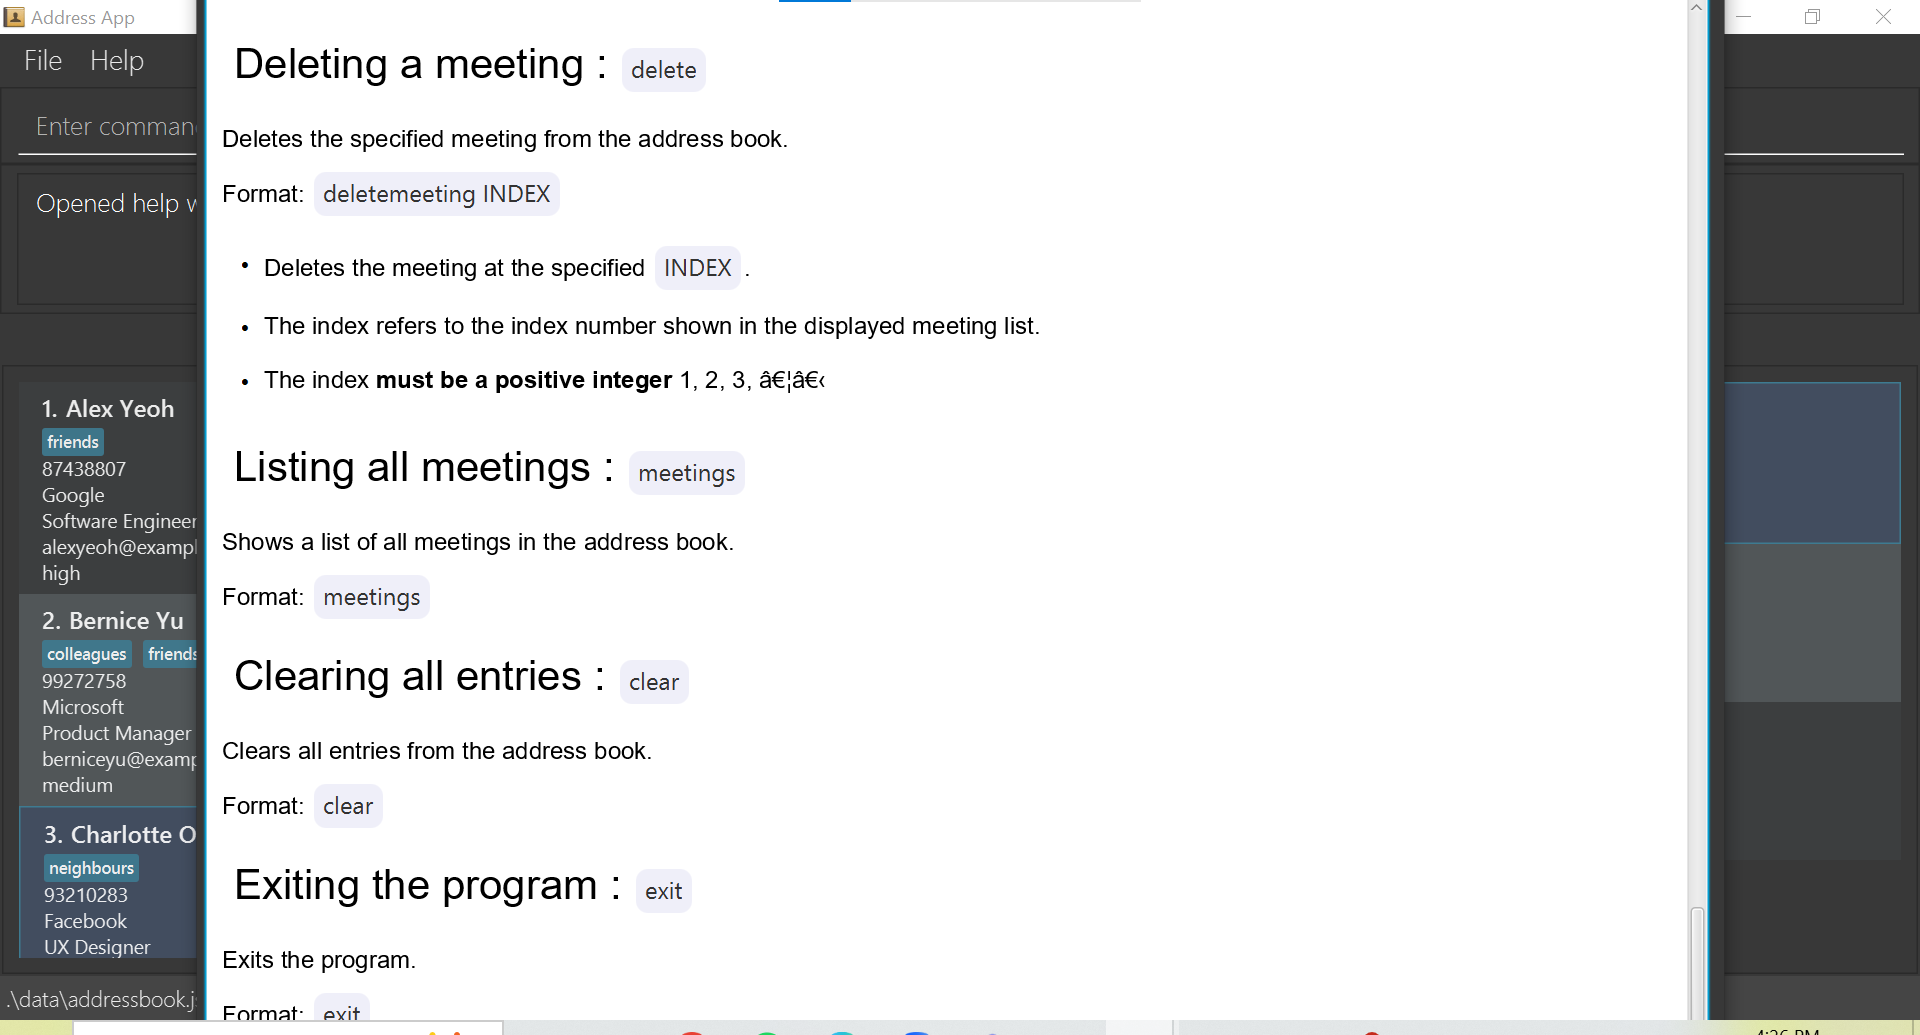 Address App
File Help
Enter comman
Opened help w
1. Alex Yeoh
friends
87438807
Google
Software Engineer
alexyeoh@exampl
high
2. Bernice Yu
colleagues friends
99272758
Microsoft
Product Manager
berniceyu@examp
medium
3. Charlotte O
neighbours
93210283
Facebook
UX Designer
.\data\addressbook.j
Deleting a meeting : delete
Deletes the specified meeting from the address book.
Format: deletemeeting INDEX
• Deletes the meeting at the specified INDEX .
• The index refers to the index number shown in the displayed meeting list.
• The index must be a positive integer 1, 2, 3, â€¦â€‹
Listing all meetings : meetings
Shows a list of all meetings in the address book.
Format: meetings
Clearing all entries : clear
Clears all entries from the address book.
Format: clear
Exiting the program : exit
Exits the program.
Format: exit
4:26 PM